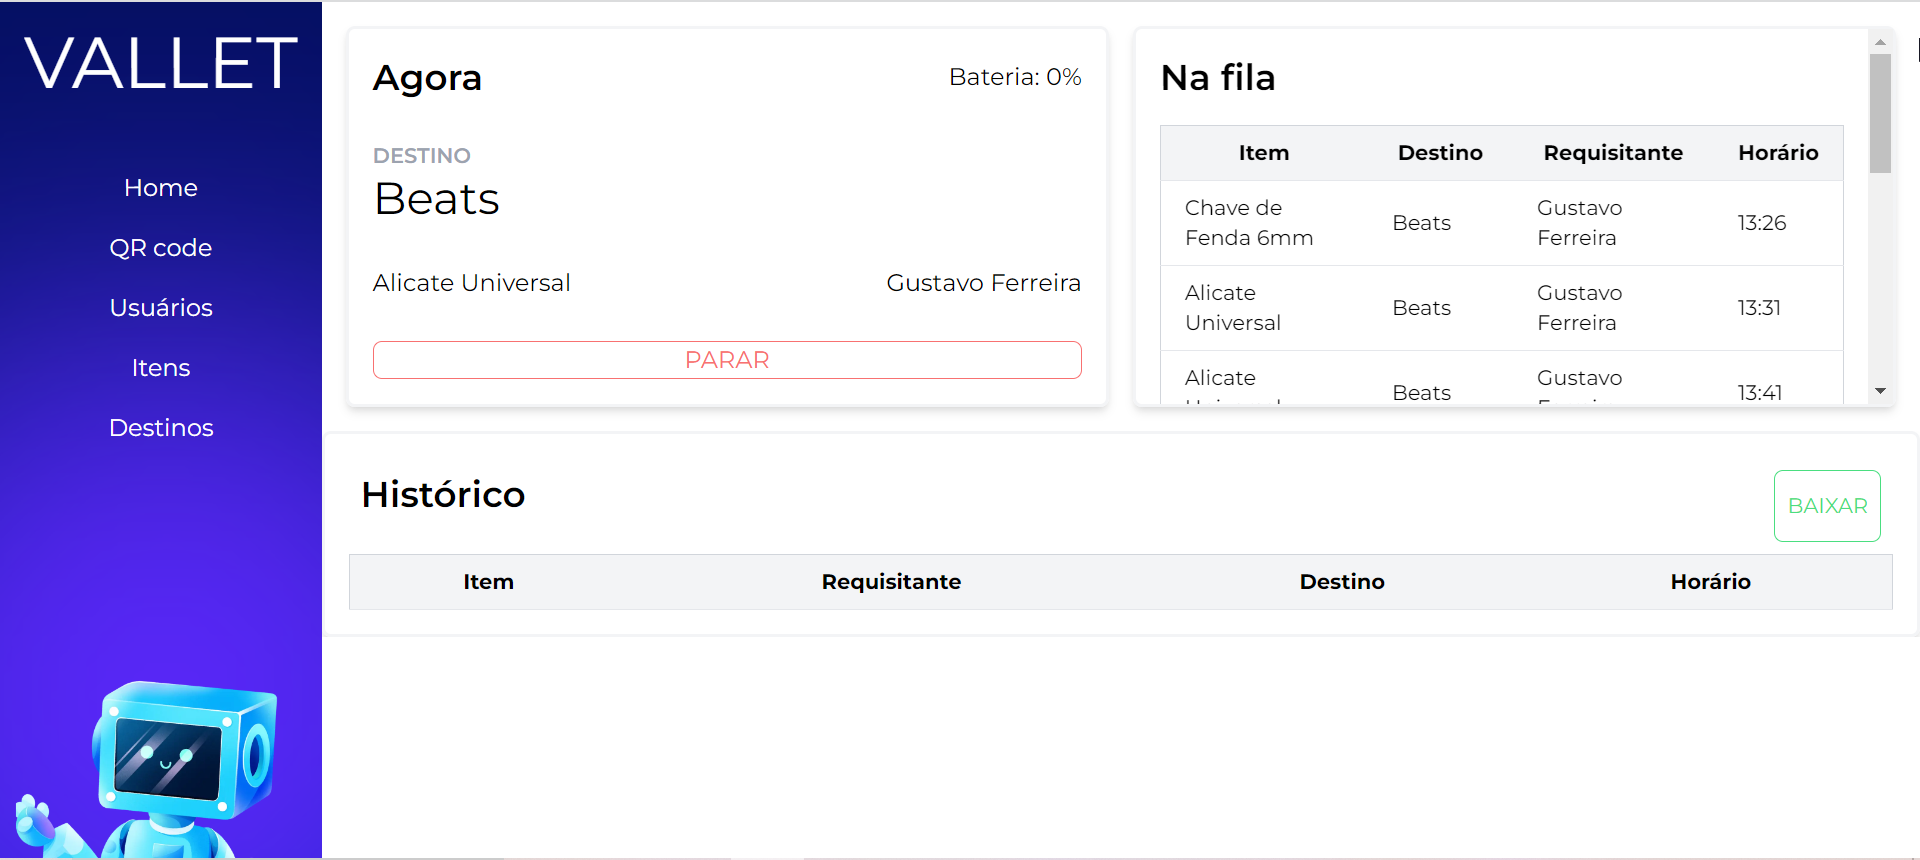 VALLET
Home
QR code
Usuários
Itens
Destinos
Agora
Bateria: 0%
DESTINO
Beats
Alicate Universal
Gustavo Ferreira
PARAR
Na fila
Item Destino Requisitante Horário
Chave de
Fenda 6mm
Beats
Gustavo
Ferreira
13:26
Alicate
Universal
Beats
Gustavo
Ferreira
13:31
Alicate
Beats
Gustavo
13:41
Histórico
BAIXAR
Item Requisitante Destino Horário